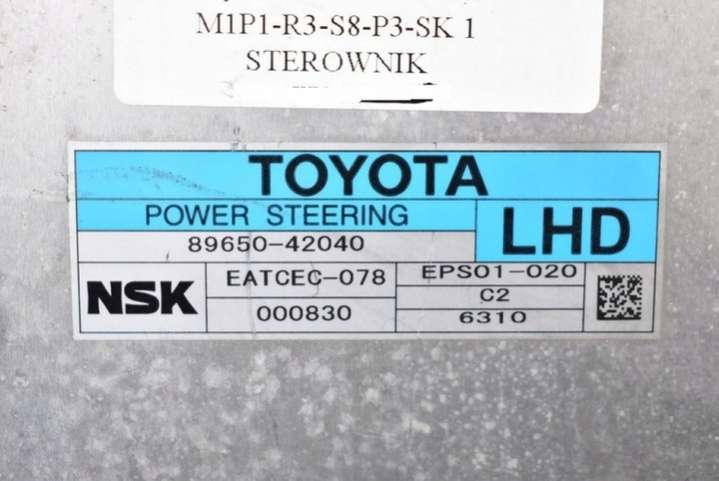 M1P1-R3-S8-P3-SK 1
STEROWNIK
TOYOTA
POWER STEERING
LHD
89650-42040
NSK
EATCEC-078
EPS01-020
C2
000830
6310